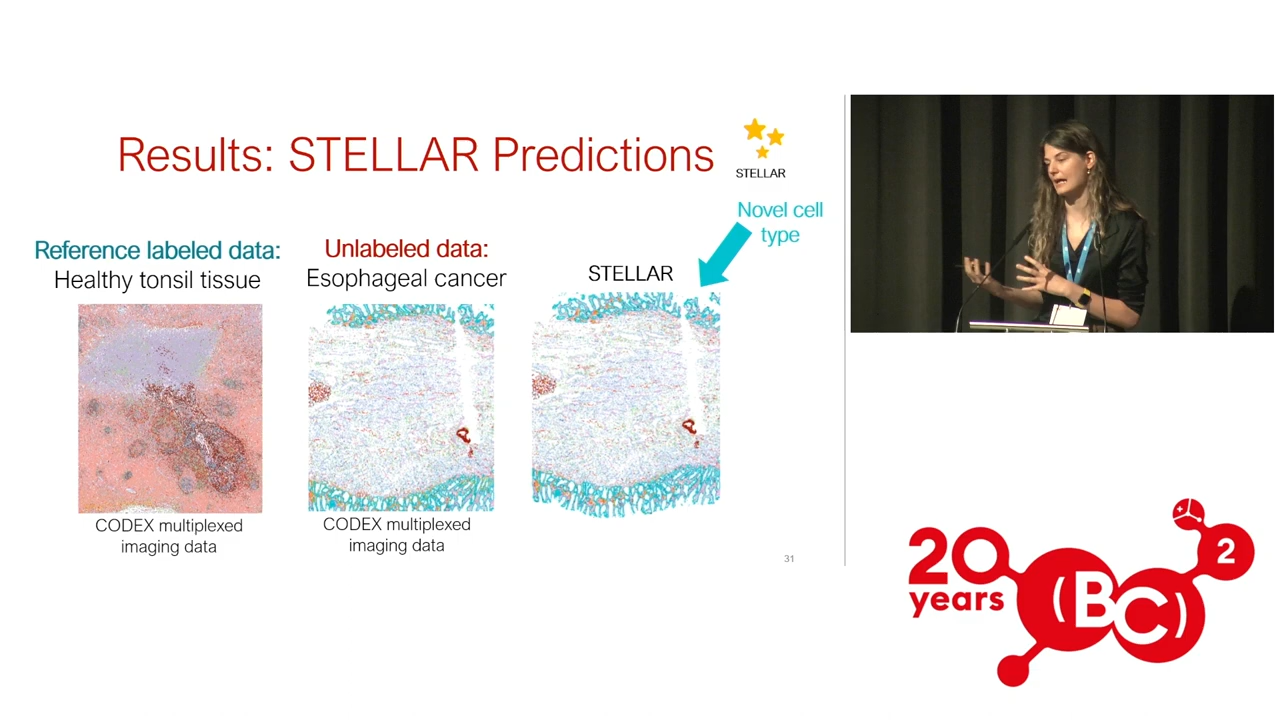 Results: STELLAR Predictions
STELLAR
Novel cell
type
Reference labeled data:
Healthy tonsil tissue
Unlabeled data:
Esophageal cancer
STELLAR
CODEX multiplexed
imaging data
CODEX multiplexed
imaging data
31
20
years
(BC)
2